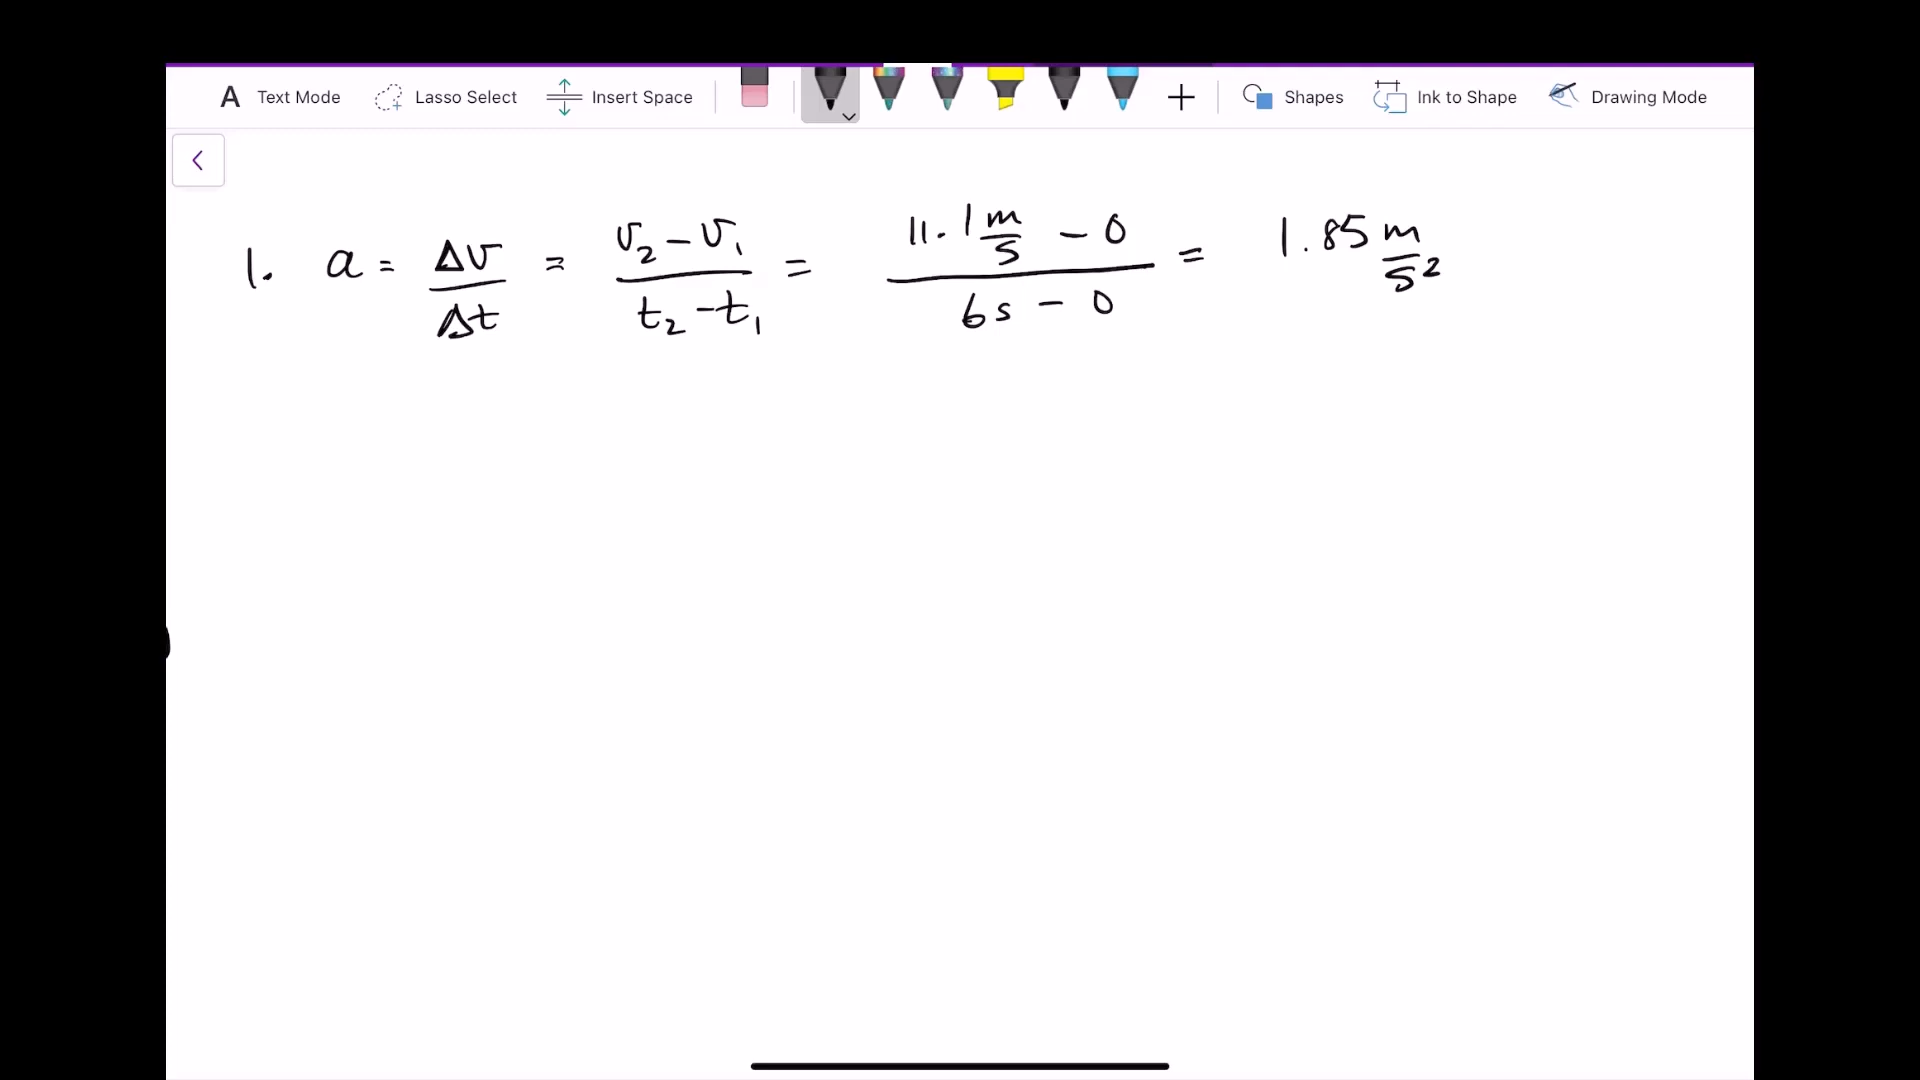 A Text Mode Lasso Select Insert Space Shapes Ink to Shape Drawing Mode
1. a = Δv/Δt = (v₂ - v₁)/(t₂ - t₁) = (11.1 m/s - 0)/(6s - 0) = 1.85 m/s²